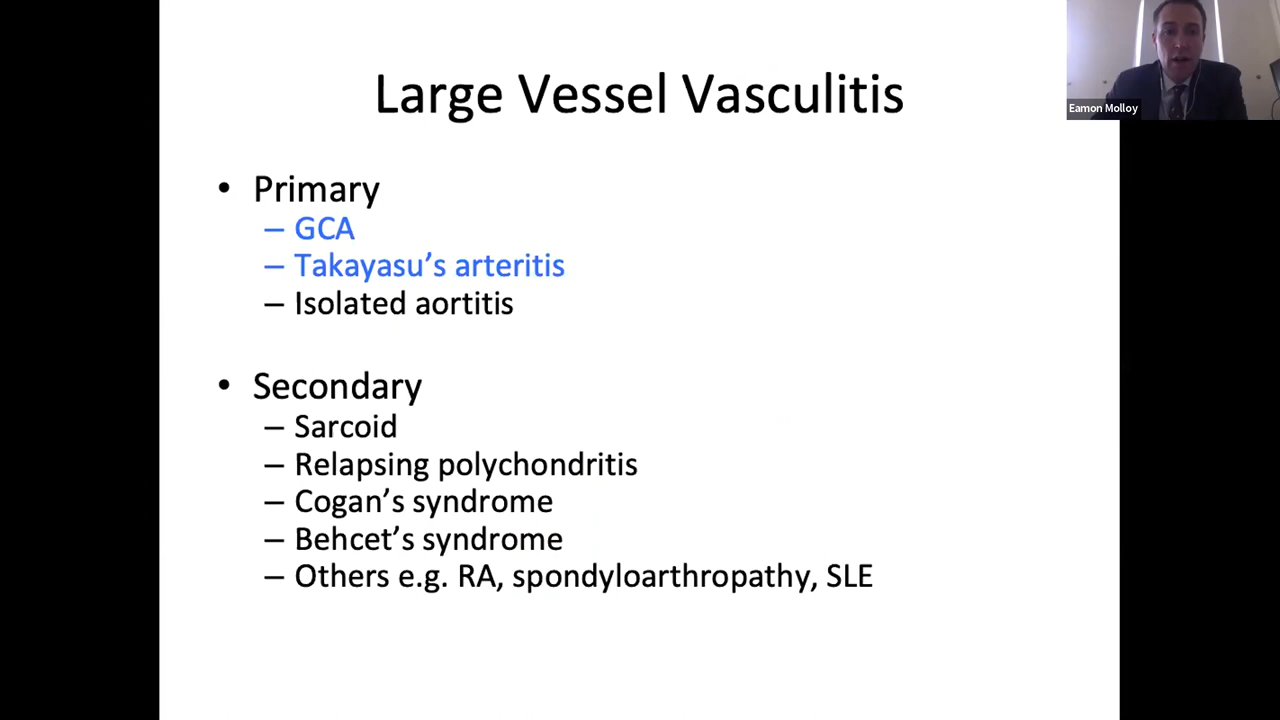 Large Vessel Vasculitis
Eamon Molloy
• Primary
– GCA
– Takayasu’s arteritis
– Isolated aortitis
• Secondary
– Sarcoid
– Relapsing polychondritis
– Cogan’s syndrome
– Behcet’s syndrome
– Others e.g. RA, spondyloarthropathy, SLE